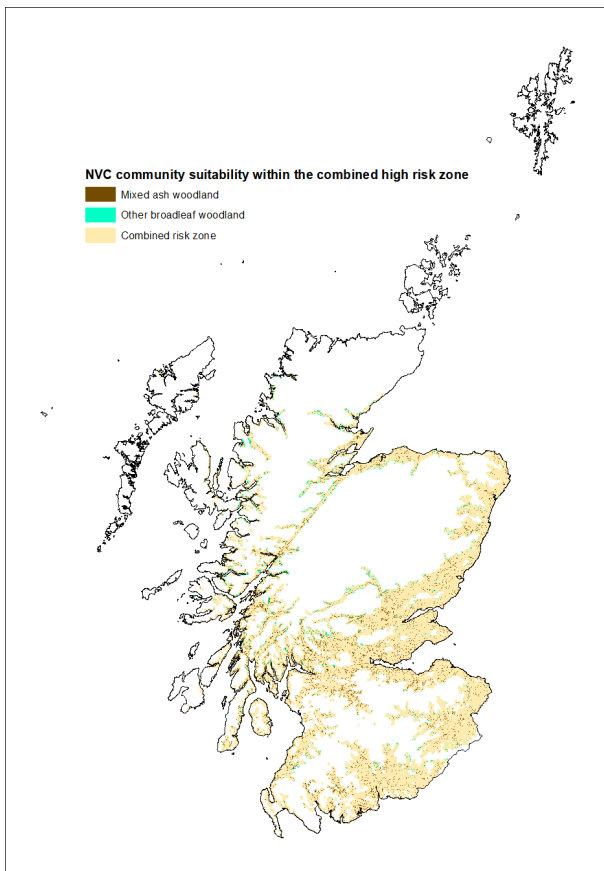 NVC community suitability within the combined high risk zone
Mixed ash woodland
Other broadleaf woodland
Combined risk zone